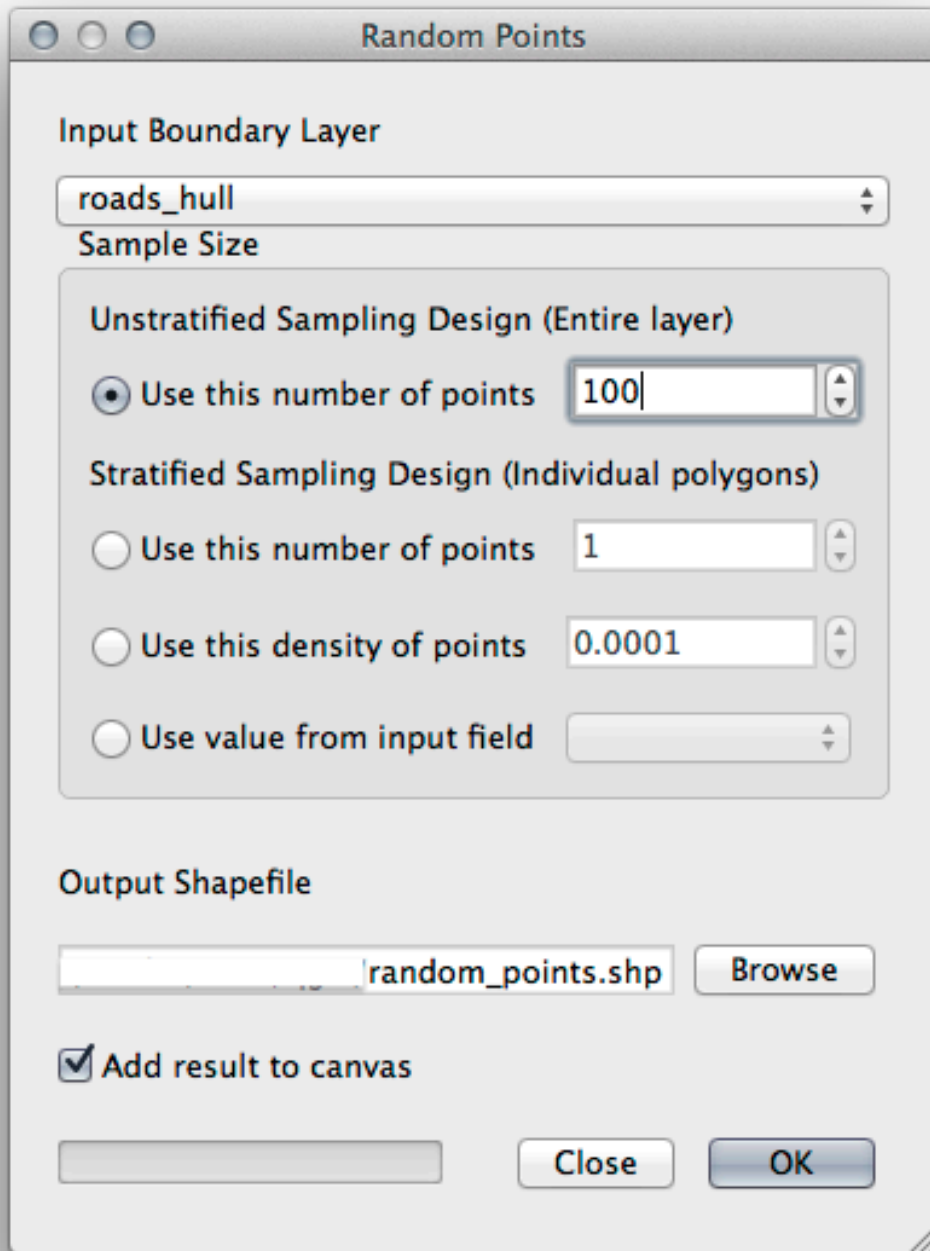 Random Points
Input Boundary Layer
roads_hull
Sample Size
Unstratified Sampling Design (Entire layer)
Use this number of points 100
Stratified Sampling Design (Individual polygons)
Use this number of points 1
Use this density of points 0.0001
Use value from input field
Output Shapefile
random_points.shp Browse
Add result to canvas
Close OK